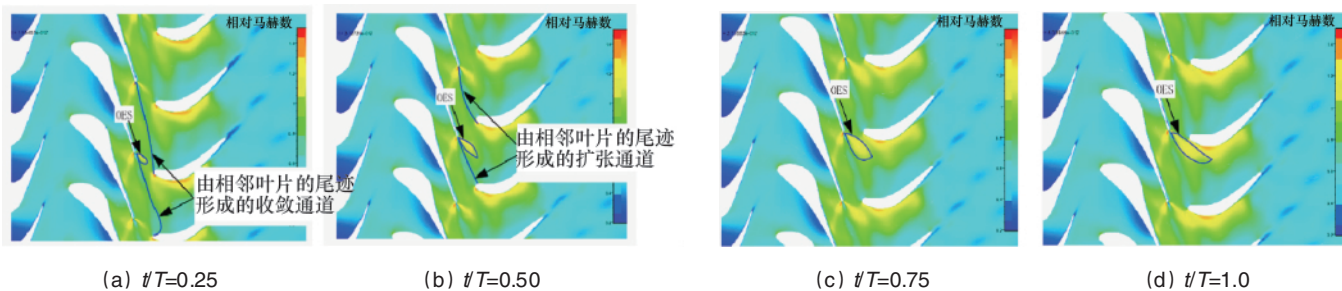 相对马赫数
OES
由相邻叶片的尾迹
形成的收敛通道
(a) t/T=0.25
相对马赫数
OES
由相邻叶片的尾迹
形成的扩张通道
(b) t/T=0.50
相对马赫数
OES
(c) t/T=0.75
相对马赫数
OES
(d) t/T=1.0